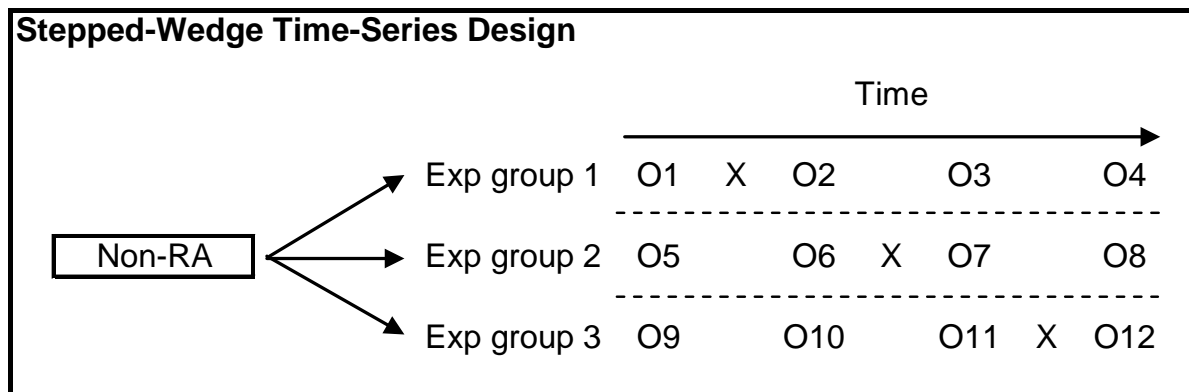 Stepped-Wedge Time-Series Design
Time
Exp group 1 O1 X O2 O3 O4
Non-RA Exp group 2 O5 O6 X O7 O8
Exp group 3 O9 O10 O11 X O12